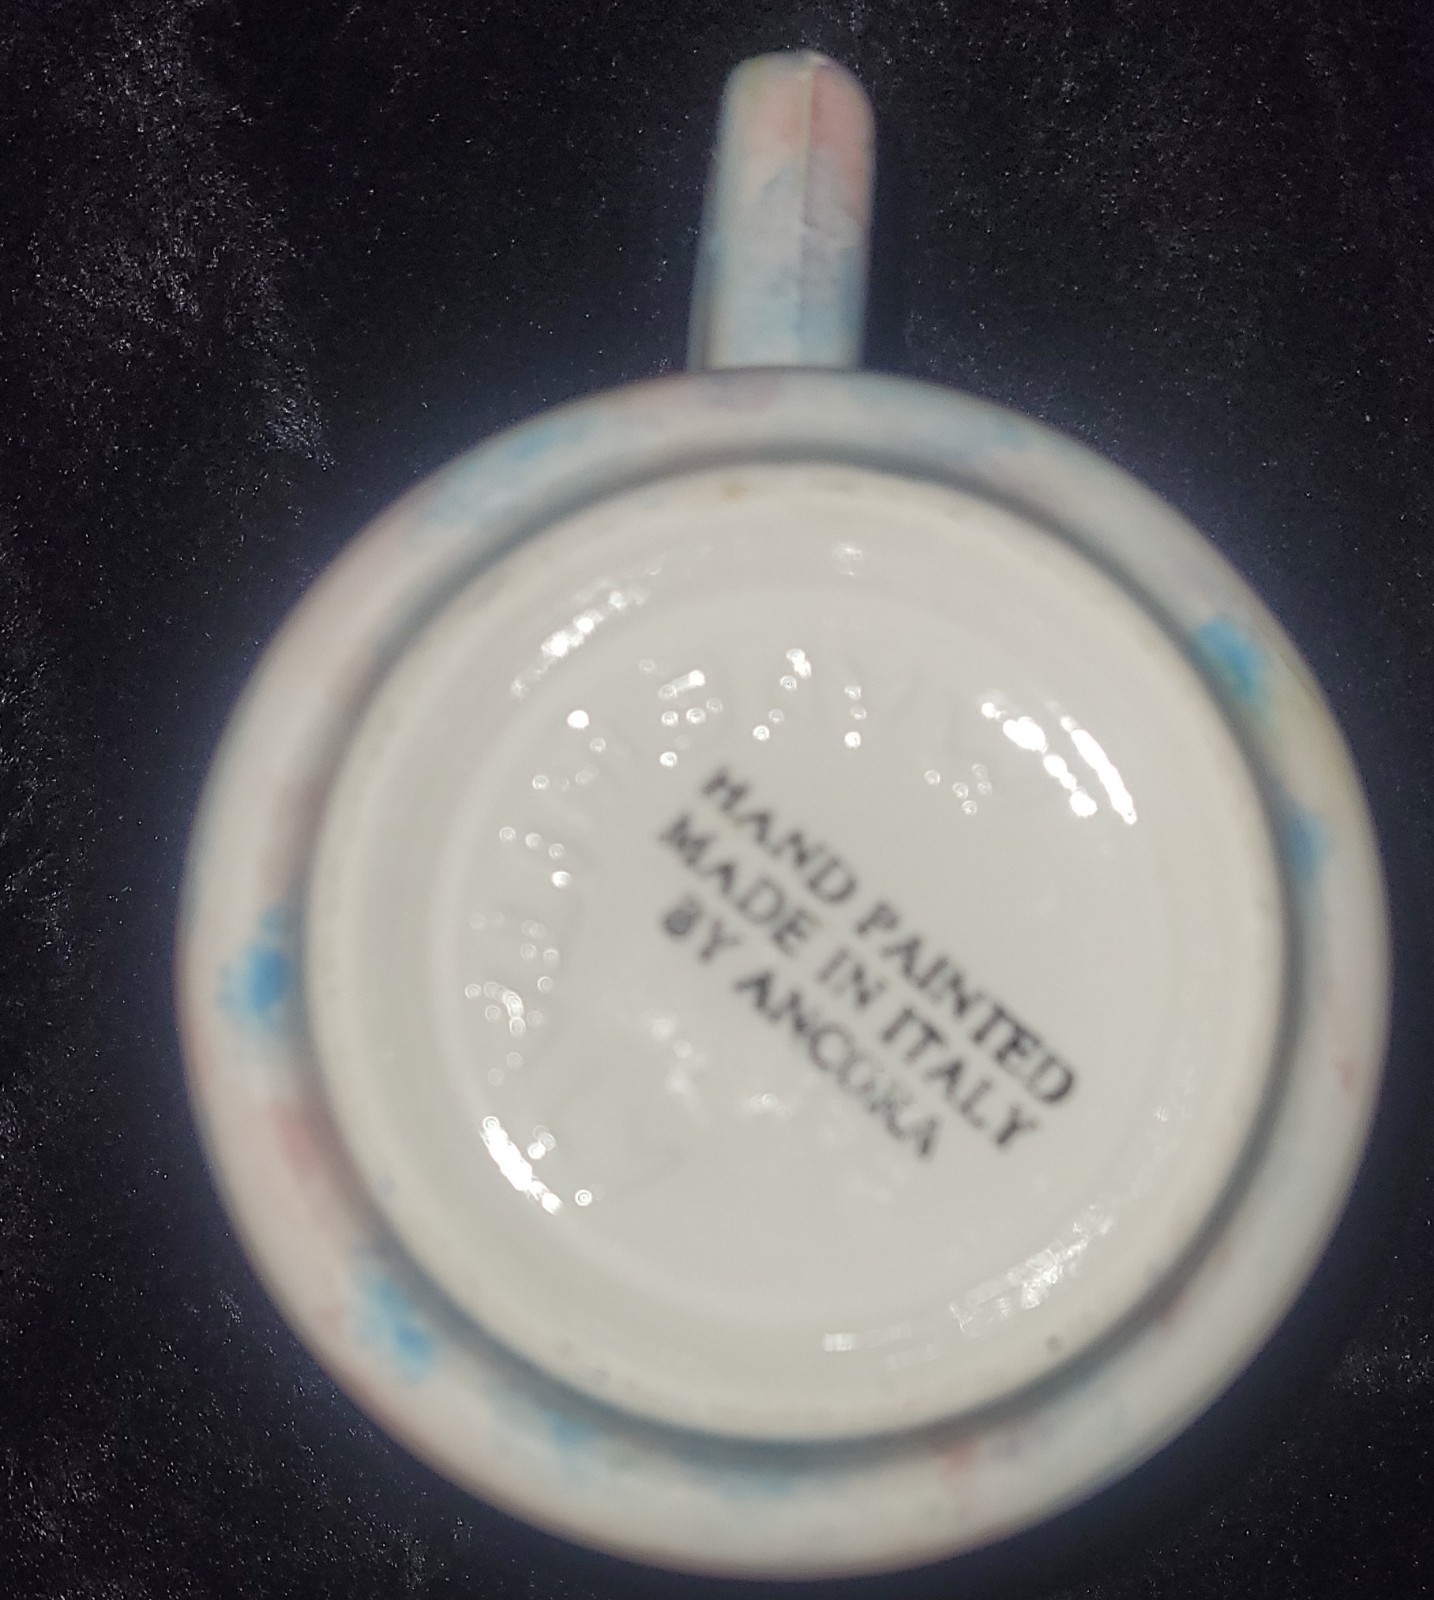 HAND PAINTED
MADE IN ITALY
BY ANCORA